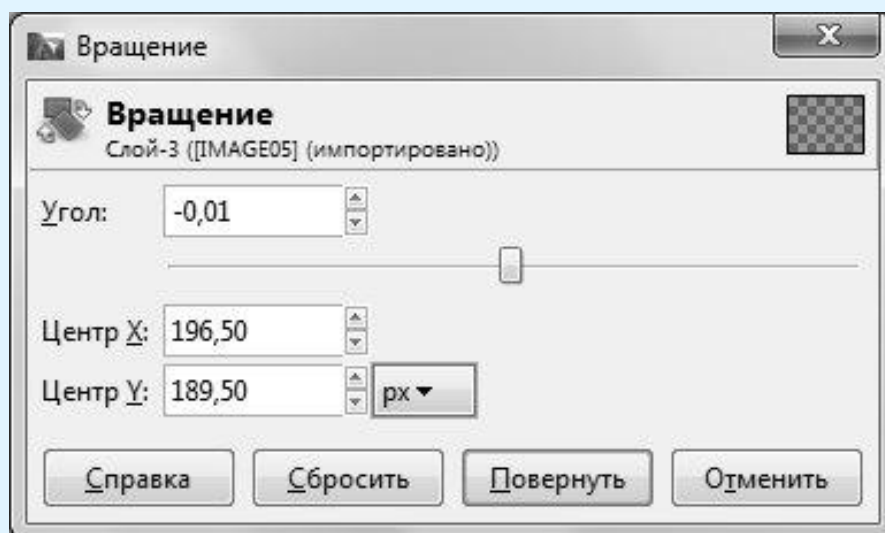 Вращение
Вращение
Слой-3 ([IMAGE05] (импортировано))
Угол: -0,01
Центр X: 196,50
Центр Y: 189,50 px
Справка Сбросить Повернуть Отменить